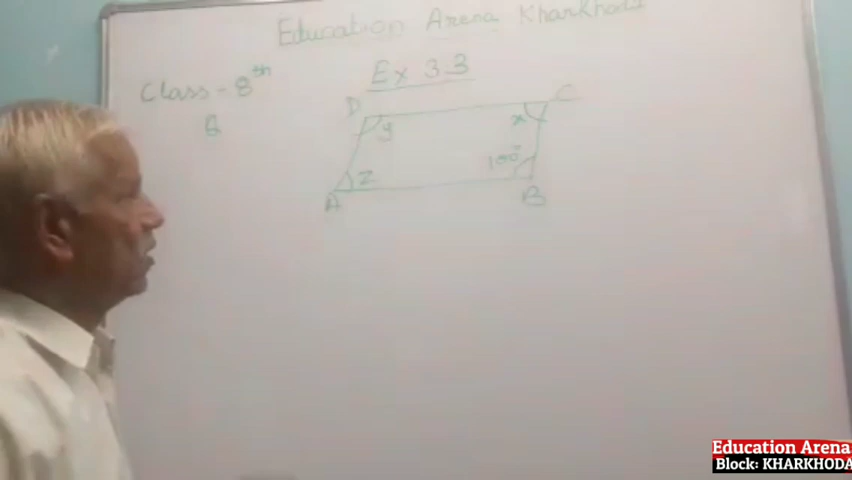 Education Arena KharKhoda
Class - 8th
Ex 3.3
D
C
y
x
100°
z
A
B
Education Arena
Block: KHARKHODA